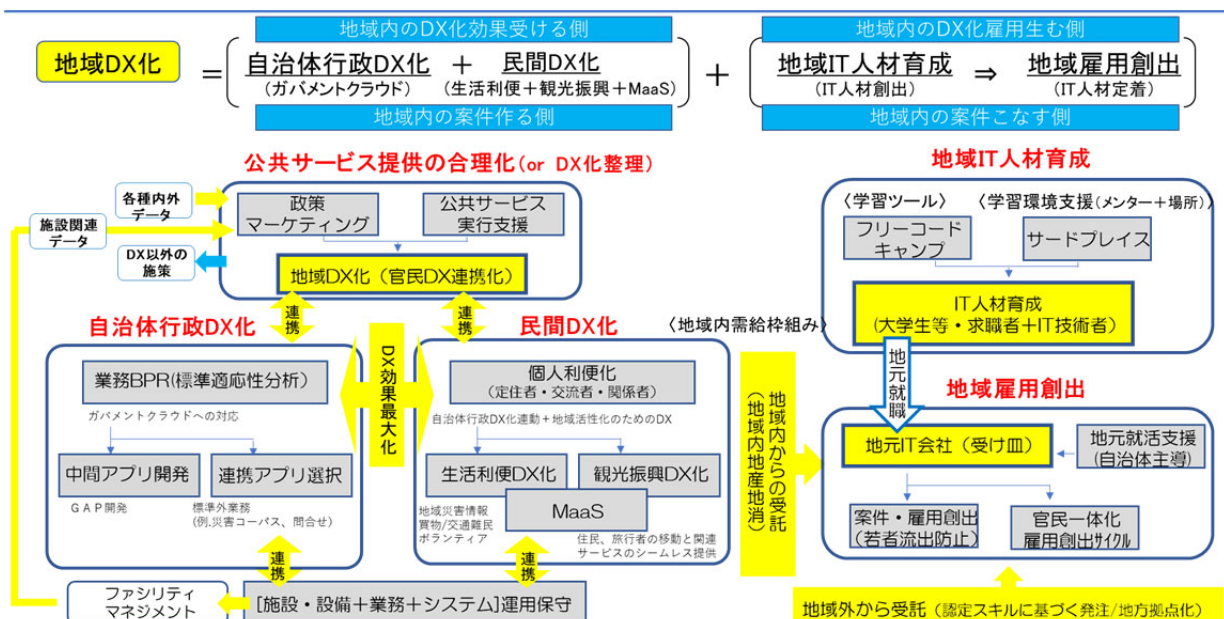 地域内のDX化効果受ける側
地域内のDX化雇用生む側
地域DX化
=
自治体行政DX化 + 民間DX化
(ガバメントクラウド) (生活利便+観光振興+MaaS)
+
地域IT人材育成 ⇒ 地域雇用創出
(IT人材創出) (IT人材定着)
地域内の案件作る側
地域内の案件こなす側
公共サービス提供の合理化(or DX化整理)
各種内外
データ
施設関連
データ
DX以外の
施策
政策
マーケティング
公共サービス
実行支援
地域DX化(官民DX連携化)
連携
連携
自治体行政DX化
業務BPR(標準適応性分析)
ガバメントクラウドへの対応
中間アプリ開発
GAP開発
連携アプリ選択
標準外業務
(例.災害コーパス、問合せ)
DX効果最大化
民間DX化
〈地域内需給枠組み〉
個人利便化
(定住者・交流者・関係者)
自治体行政DX化連動+地域活性化のためのDX
生活利便DX化
観光振興DX化
MaaS
地域災害情報
買物/交通難民
ボランティア
住民、旅行者の移動と関連
サービスのシームレス提供
連携
連携
ファシリティ
マネジメント
[施設・設備+業務+システム]運用保守
地域内からの受託
(地域内地産地消)
地域IT人材育成
〈学習ツール〉
〈学習環境支援(メンター+場所)〉
フリーコード
キャンプ
サードプレイス
IT人材育成
(大学生等・求職者+IT技術者)
地元就職
地域雇用創出
地元IT会社(受け皿)
地元就活支援
(自治体主導)
案件・雇用創出
(若者流出防止)
官民一体化
雇用創出サイクル
地域外から受託(認定スキルに基づく発注/地方拠点化)